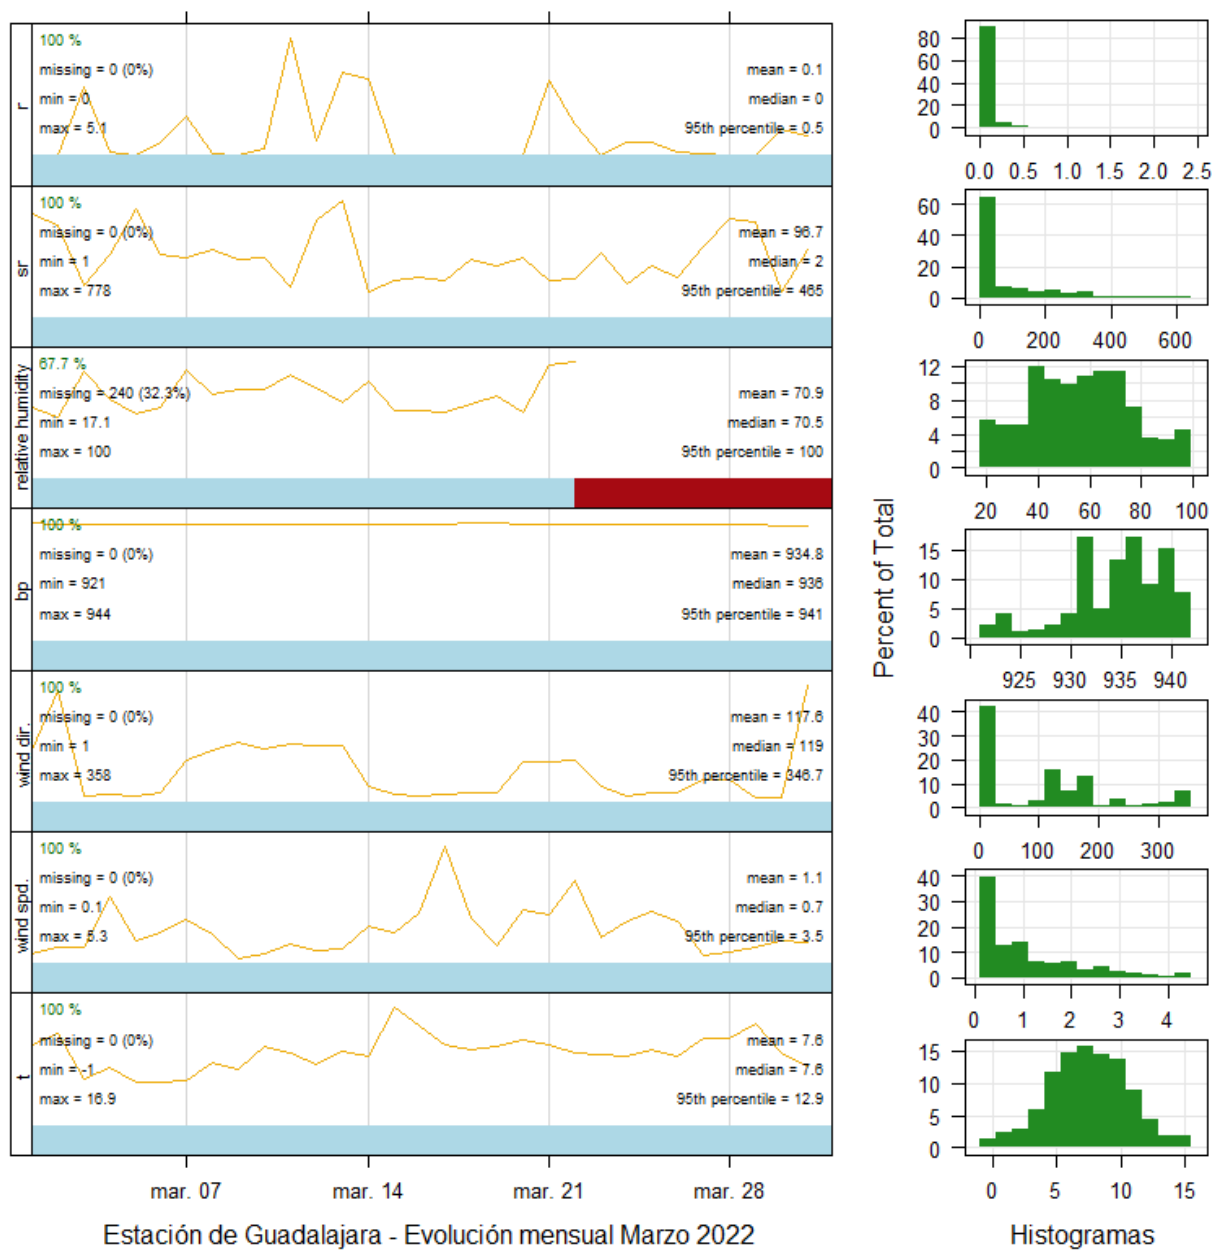 r
100 %
missing = 0 (0%)
min = 0
max = 5.1
mean = 0.1
median = 0
95th percentile = 0.5
sr
100 %
missing = 0 (0%)
min = 1
max = 778
mean = 96.7
median = 2
95th percentile = 465
relative humidity
67.7 %
missing = 240 (32.3%)
min = 17.1
max = 100
mean = 70.9
median = 70.5
95th percentile = 100
bp
100 %
missing = 0 (0%)
min = 921
max = 944
mean = 934.8
median = 936
95th percentile = 941
wind dir.
100 %
missing = 0 (0%)
min = 1
max = 358
mean = 117.6
median = 119
95th percentile = 346.7
wind spd.
100 %
missing = 0 (0%)
min = 0.1
max = 5.3
mean = 1.1
median = 0.7
95th percentile = 3.5
t
100 %
missing = 0 (0%)
min = -1
max = 16.9
mean = 7.6
median = 7.6
95th percentile = 12.9
mar. 07 mar. 14 mar. 21 mar. 28
Estación de Guadalajara - Evolución mensual Marzo 2022
Percent of Total
80
60
40
20
0
0.0 0.5 1.0 1.5 2.0 2.5
60
40
20
0
0 200 400 600
12
8
4
0
20 40 60 80 100
15
10
5
0
925 930 935 940
40
30
20
10
0
0 100 200 300
40
30
20
10
0
0 1 2 3 4
15
10
5
0
0 5 10 15
Histogramas